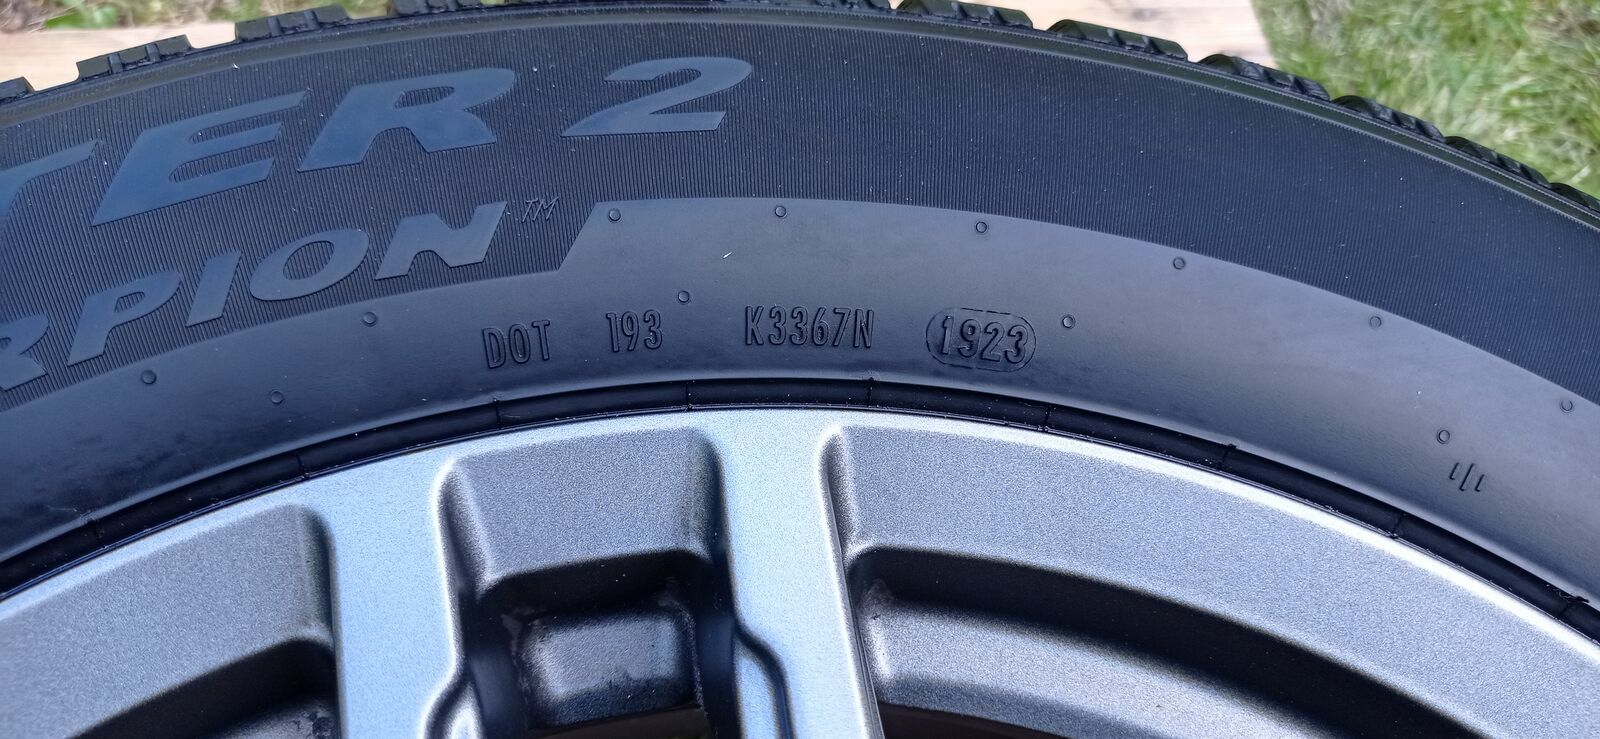 TER 2
RPION™
DOT 193 K3367N 1923